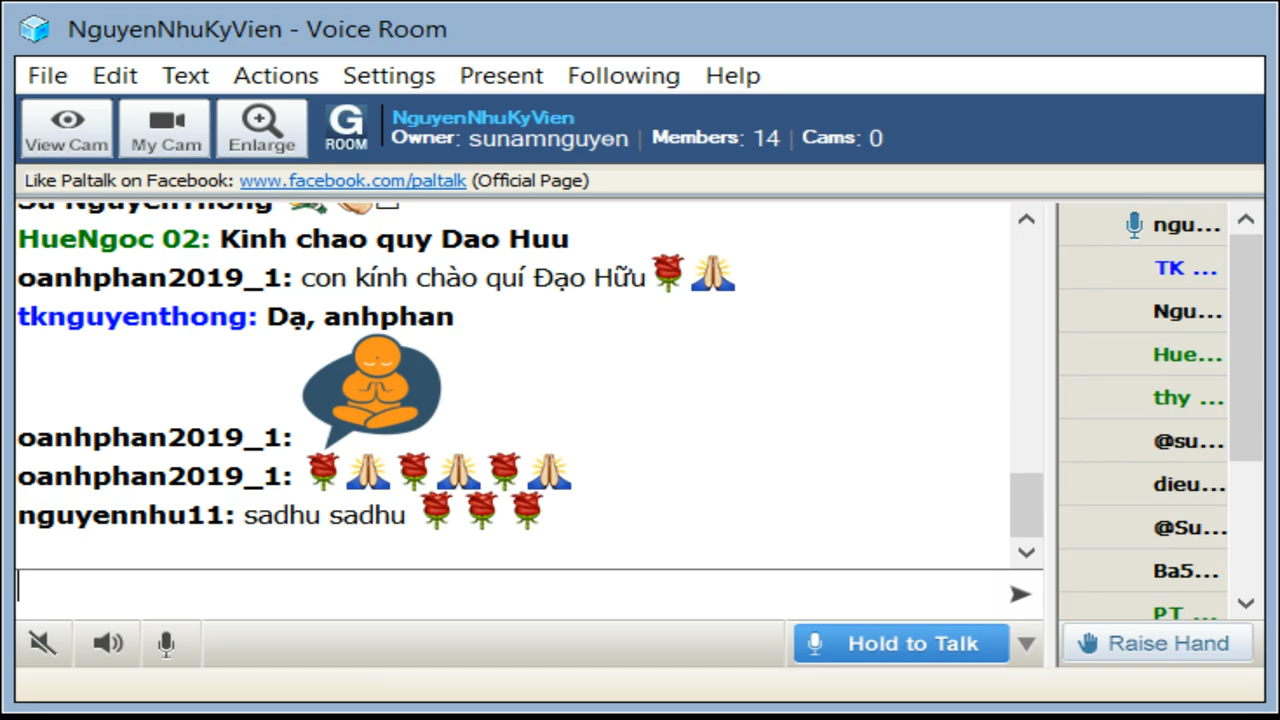 NguyenNhuKyVien - Voice Room
File Edit Text Actions Settings Present Following Help
View Cam My Cam Enlarge G ROOM
NguyenNhuKyVien
Owner: sunamnguyen | Members: 14 | Cams: 0
Like Paltalk on Facebook: www.facebook.com/paltalk (Official Page)
Su NguyenThong
HueNgoc 02: Kinh chao quy Dao Huu
oanhphan2019_1: con kính chào quí Đạo Hữu
tknguyenthong: Dạ, anhphan
oanhphan2019_1:
oanhphan2019_1:
nguyennhu11: sadhu sadhu
ngu...
TK ...
Ngu...
Hue...
thy ...
@su...
dieu...
@Su...
Ba5...
PT ...
Hold to Talk
Raise Hand